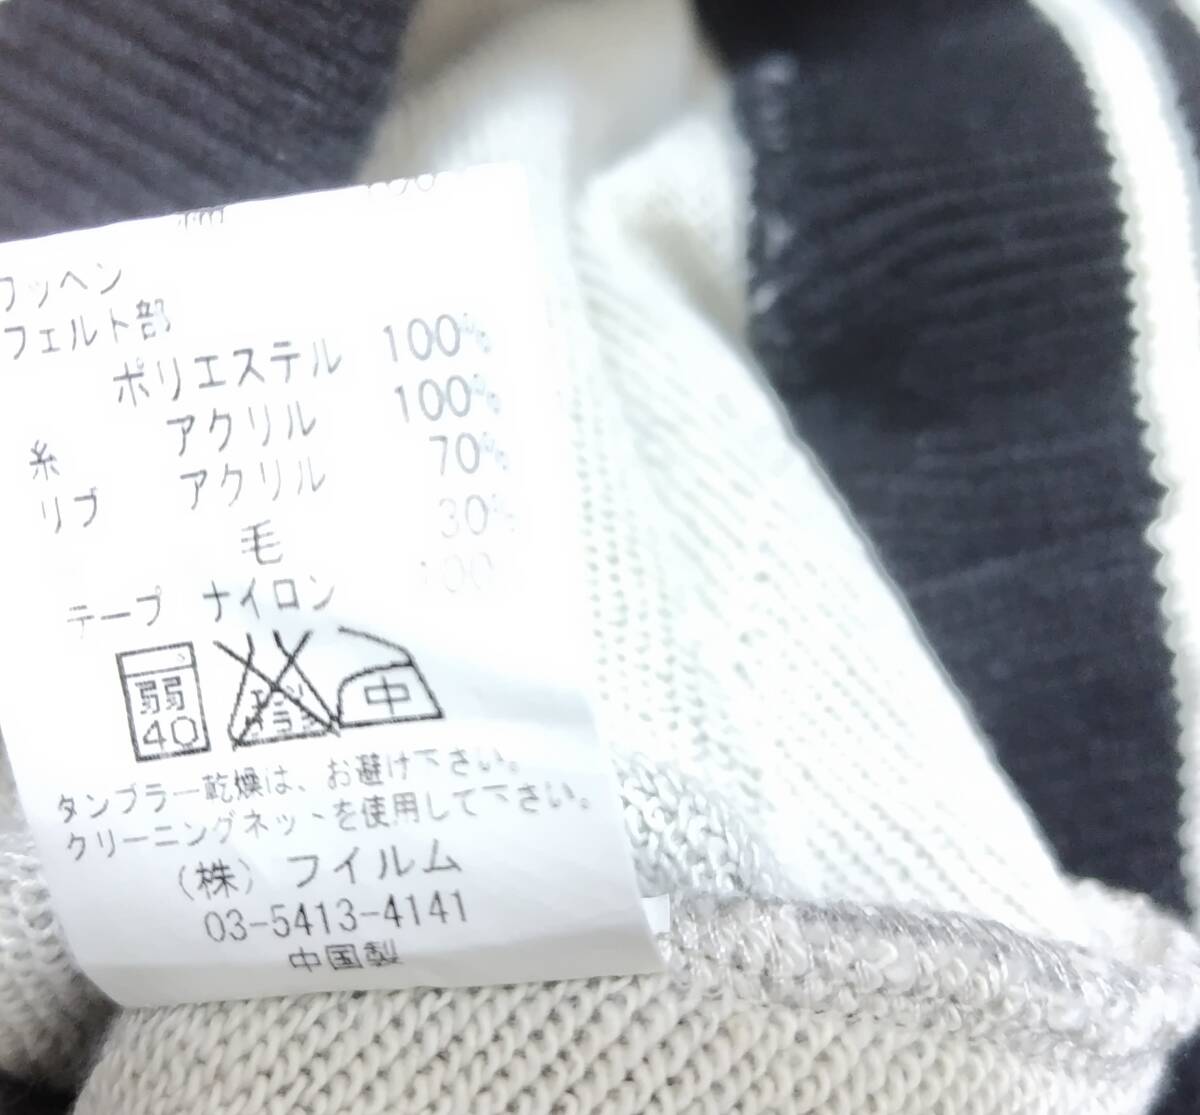 ワッペン
フェルト部
ポリエステル 100%
糸 アクリル 100%
リブ アクリル 70%
毛 30%
テープ ナイロン 100
弱
40
中
タンブラー乾燥は、お避け下さい。
クリーニングネットを使用して下さい。
(株) フイルム
03-5413-4141
中国製